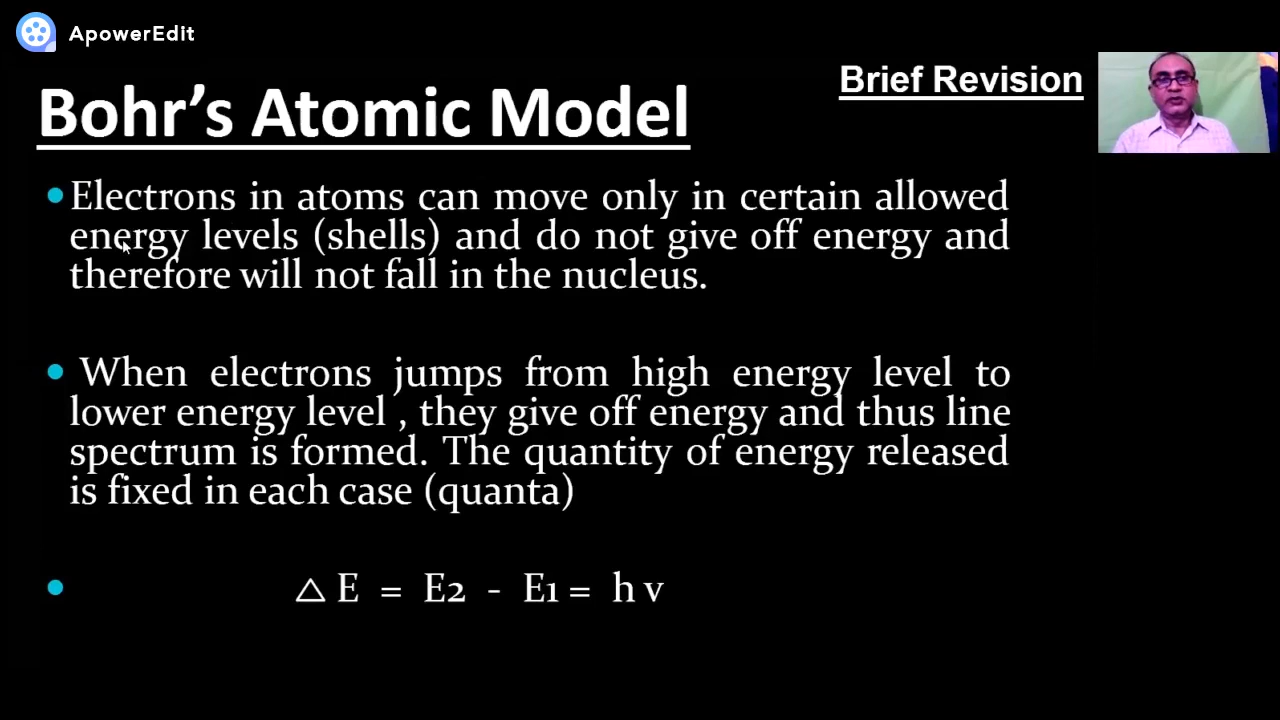 ApowerEdit
Brief Revision
Bohr's Atomic Model
Electrons in atoms can move only in certain allowed
energy levels (shells) and do not give off energy and
therefore will not fall in the nucleus.
When electrons jumps from high energy level to
lower energy level , they give off energy and thus line
spectrum is formed. The quantity of energy released
is fixed in each case (quanta)
△ E = E2 - E1 = h v